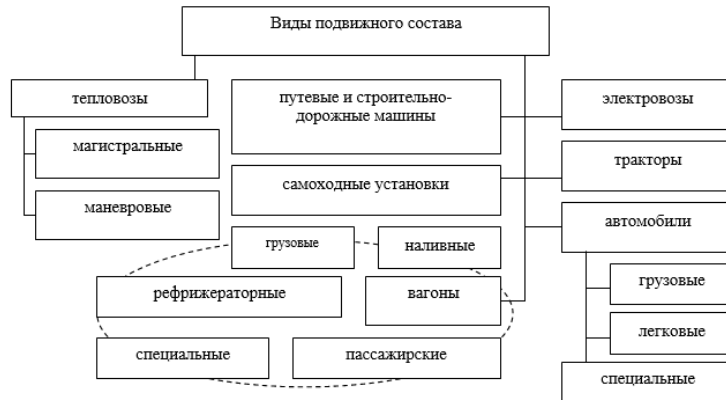 Виды подвижного состава
тепловозы
магистральные
маневровые
путевые и строительно-
дорожные машины
самоходные установки
грузовые
наливные
рефрижераторные
вагоны
специальные
пассажирские
электровозы
тракторы
автомобили
грузовые
легковые
специальные